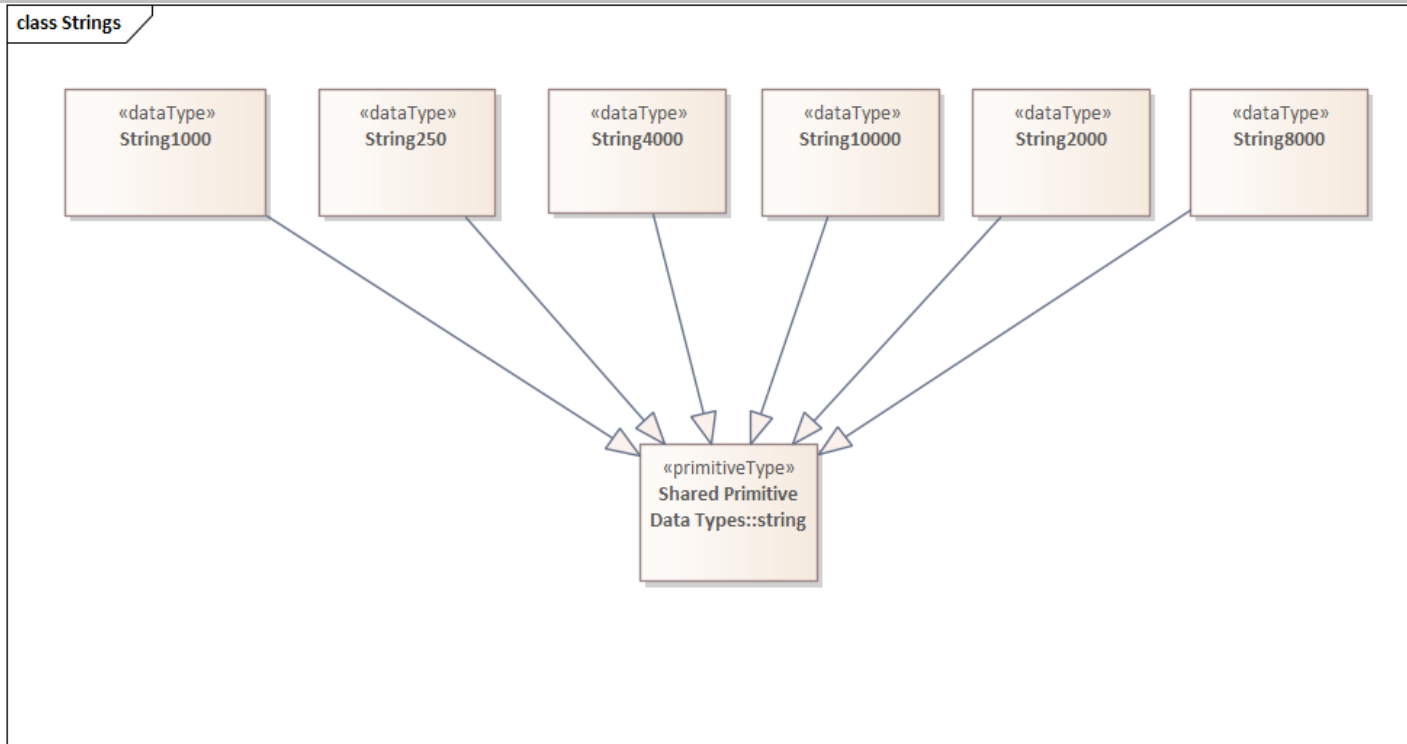 class Strings
«dataType»
String1000
«dataType»
String250
«dataType»
String4000
«dataType»
String10000
«dataType»
String2000
«dataType»
String8000
«primitiveType»
Shared Primitive
Data Types::string